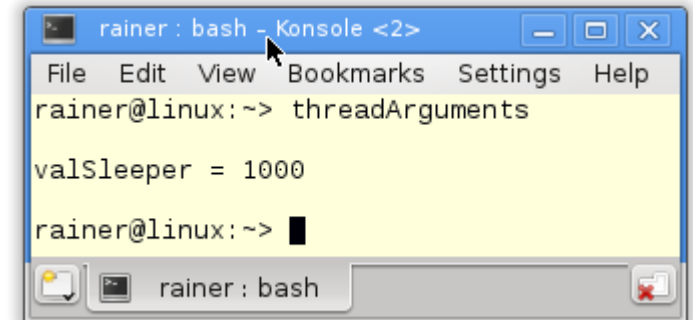 rainer : bash – Konsole <2>
File Edit View Bookmarks Settings Help
rainer@linux:~> threadArguments
valSleeper = 1000
rainer@linux:~>
rainer : bash